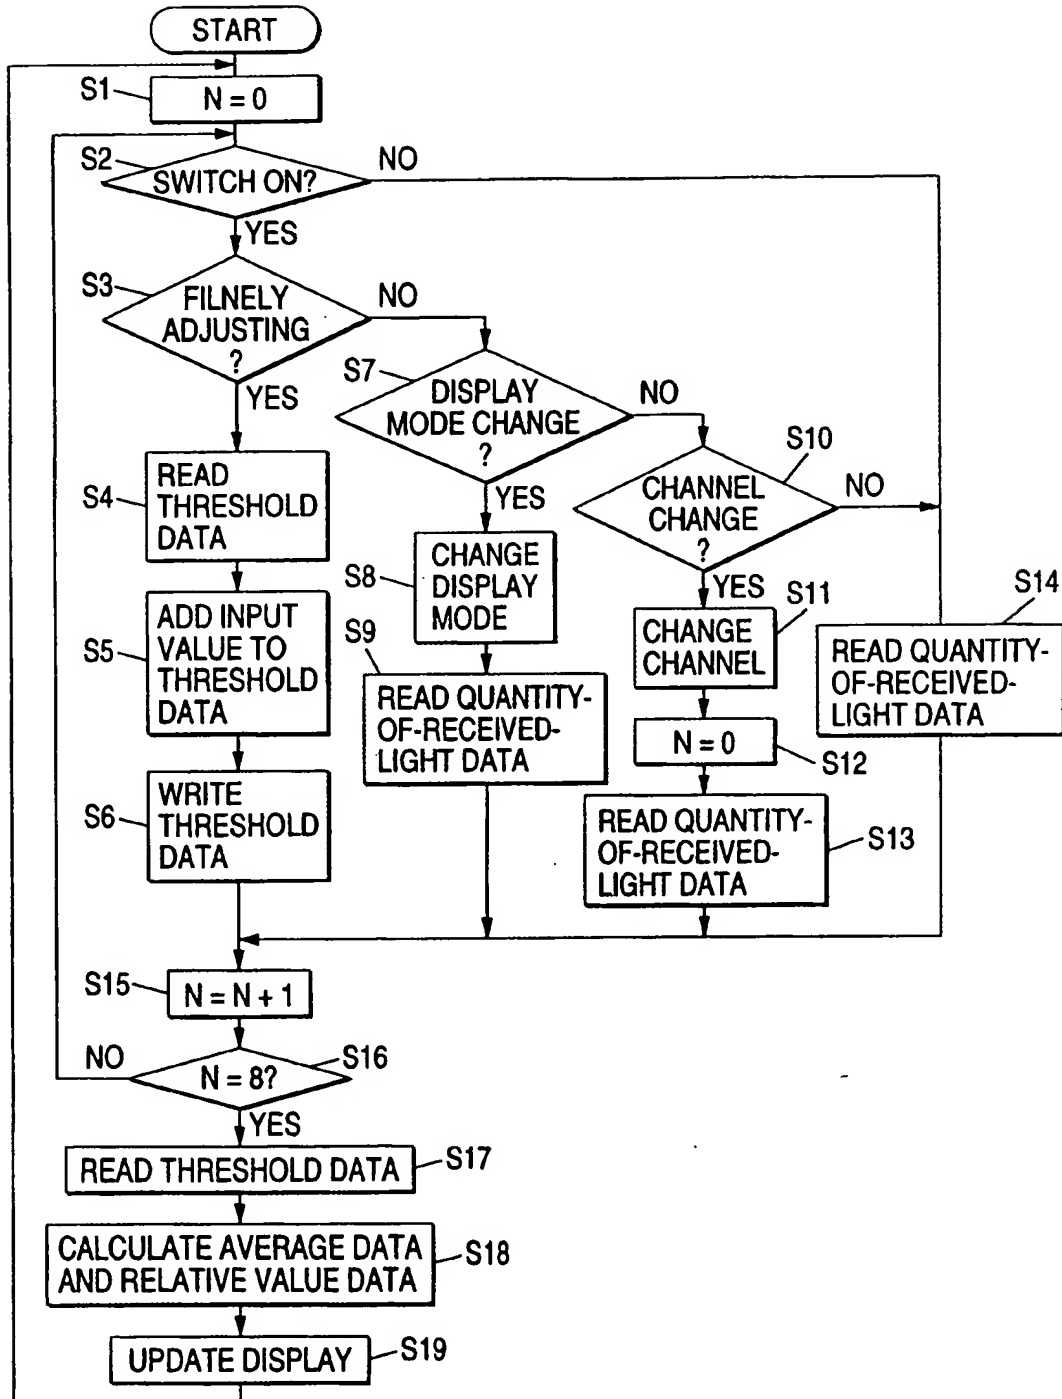 START
S1
N = 0
S2
SWITCH ON?
NO
YES
S3
FILNELY
ADJUSTING
?
NO
YES
S7
DISPLAY
MODE CHANGE
?
NO
YES
S10
CHANNEL
CHANGE
?
NO
YES
S4
READ
THRESHOLD
DATA
S8
CHANGE
DISPLAY
MODE
S11
CHANGE
CHANNEL
S14
READ QUANTITY-
OF-RECEIVED-
LIGHT DATA
S5
ADD INPUT
VALUE TO
THRESHOLD
DATA
S9
READ QUANTITY-
OF-RECEIVED-
LIGHT DATA
N = 0
S12
S6
WRITE
THRESHOLD
DATA
READ QUANTITY-
OF-RECEIVED-
LIGHT DATA
S13
S15
N = N + 1
NO
N = 8?
S16
YES
READ THRESHOLD DATA
S17
CALCULATE AVERAGE DATA
AND RELATIVE VALUE DATA
S18
UPDATE DISPLAY
S19